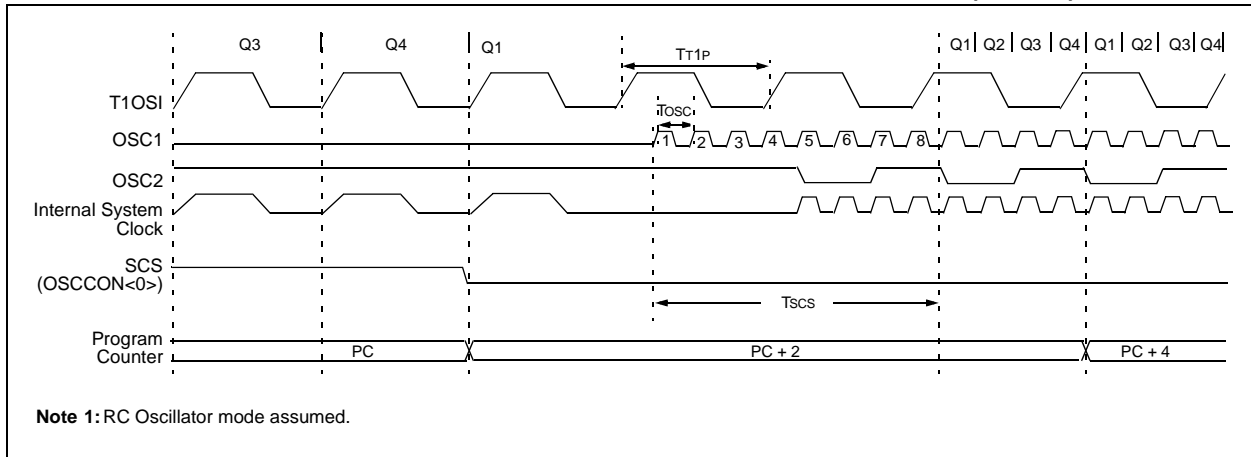 Q3 Q4 Q1 TT1P Q1 Q2 Q3 Q4 Q1 Q2 Q3 Q4
T1OSI
TOSC
OSC1 1 2 3 4 5 6 7 8
OSC2
Internal System
Clock
SCS
(OSCCON<0>)
TSCS
Program
Counter PC PC + 2 PC + 4
Note 1: RC Oscillator mode assumed.